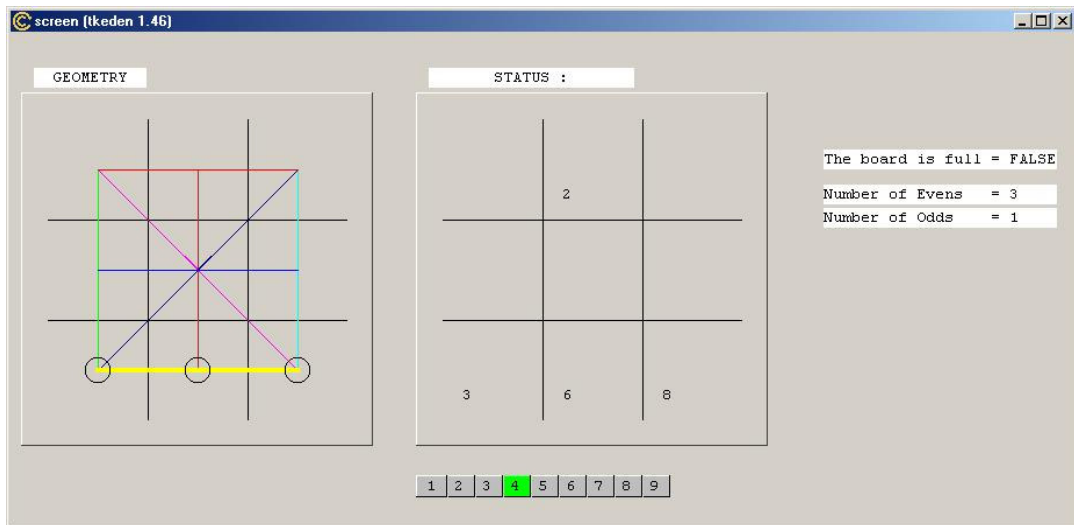 screen (tkeden 1.46)
GEOMETRY
STATUS :
The board is full = FALSE
2
Number of Evens = 3
Number of Odds = 1
3 6 8
1 2 3 4 5 6 7 8 9